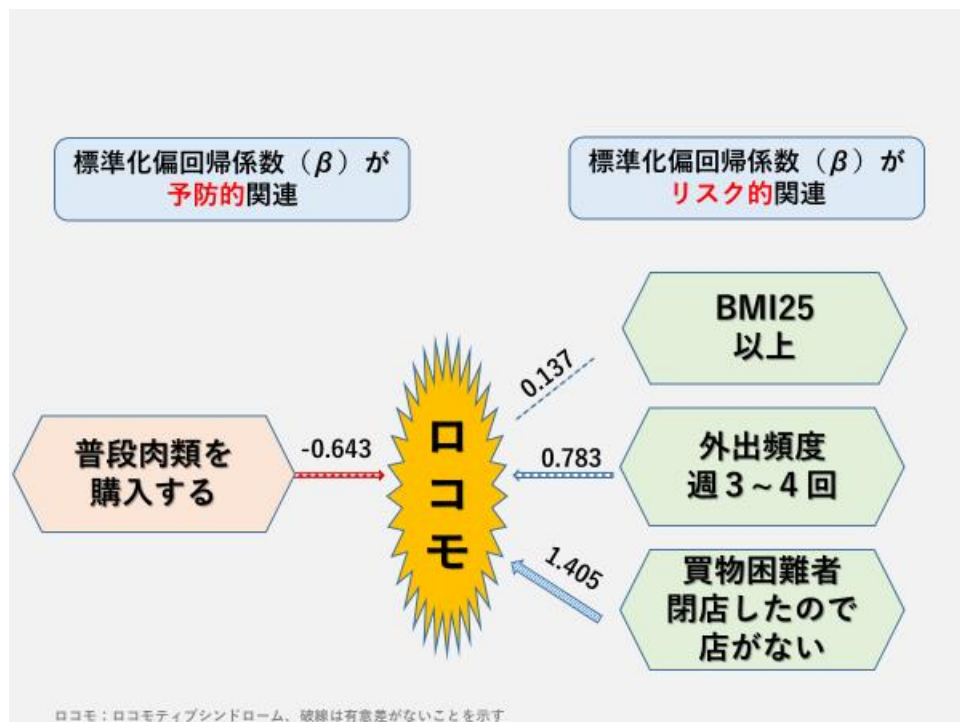 標準化偏回帰係数（β）が
予防的関連
標準化偏回帰係数（β）が
リスク的関連
BMI25
以上
0.137
普段肉類を
購入する
-0.643
ロコモ
0.783
外出頻度
週３～４回
1.405
買物困難者
閉店したので
店がない
ロコモ：ロコモティブシンドローム、破線は有意差がないことを示す